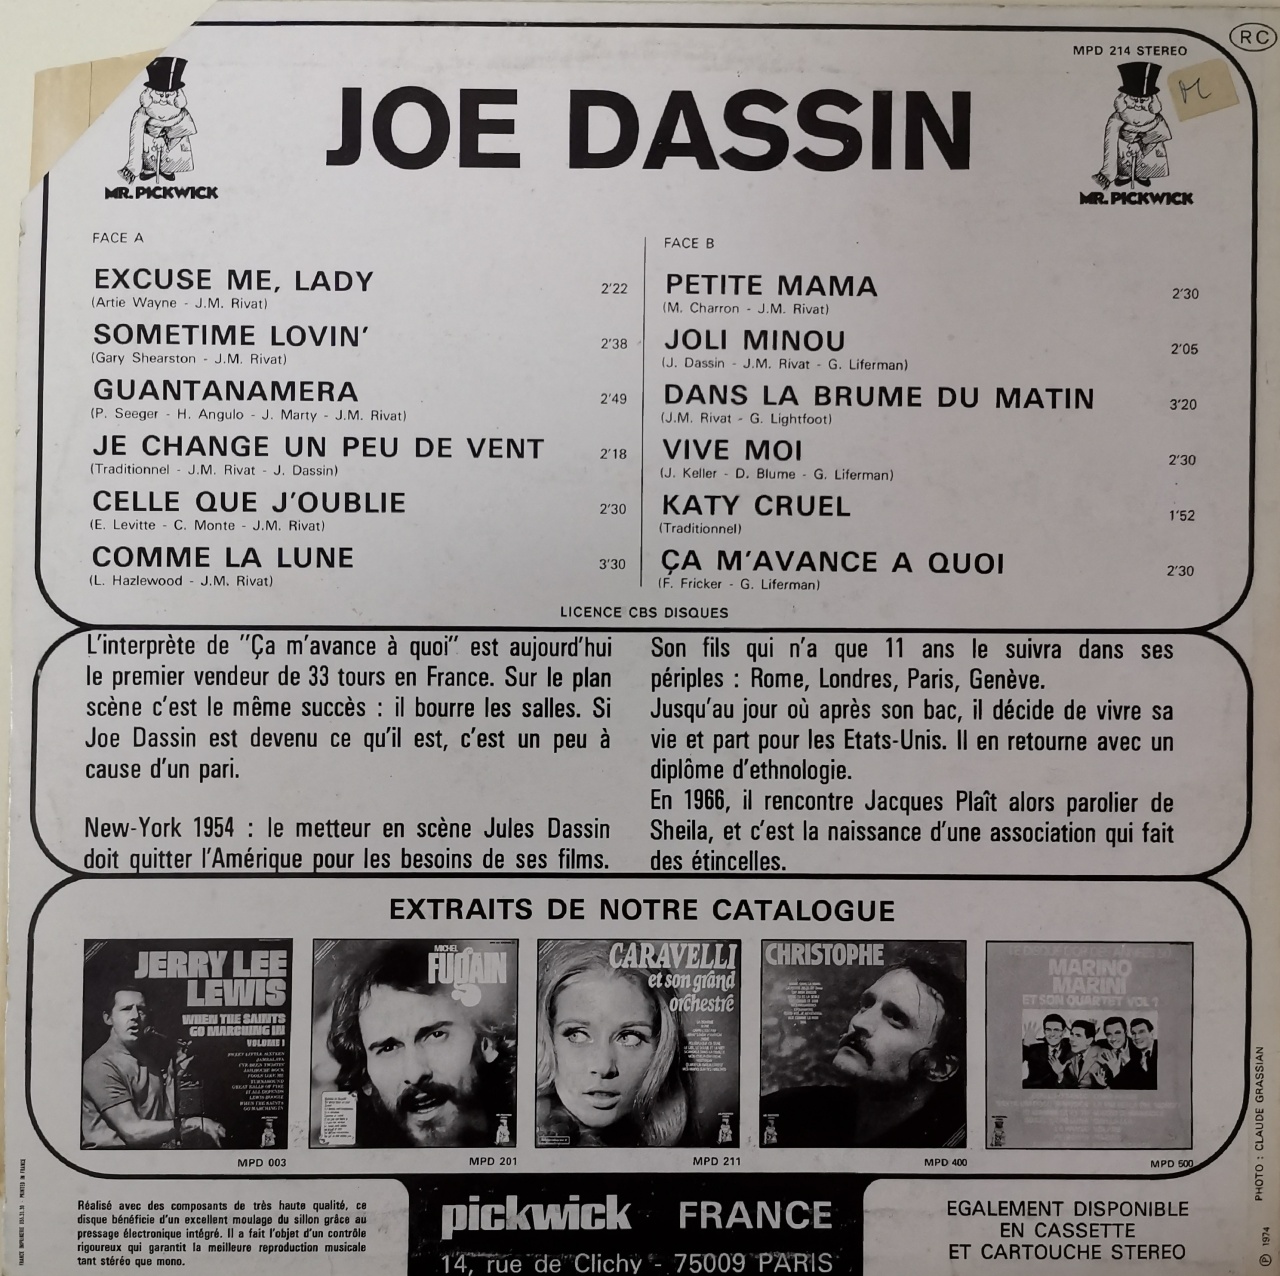 RC
MPD 214 STEREO
JOE DASSIN
MR. PICKWICK
MR. PICKWICK
FACE A
EXCUSE ME, LADY 2'22
(Artie Wayne - J.M. Rivat)
SOMETIME LOVIN' 2'38
(Gary Shearston - J.M. Rivat)
GUANTANAMERA 2'49
(P. Seeger - H. Angulo - J. Marty - J.M. Rivat)
JE CHANGE UN PEU DE VENT 2'18
(Traditionnel - J.M. Rivat - J. Dassin)
CELLE QUE J'OUBLIE 2'30
(E. Levitte - C. Monte - J.M. Rivat)
COMME LA LUNE 3'30
(L. Hazlewood - J.M. Rivat)
FACE B
PETITE MAMA 2'30
(M. Charron - J.M. Rivat)
JOLI MINOU 2'05
(J. Dassin - J.M. Rivat - G. Liferman)
DANS LA BRUME DU MATIN 3'20
(J.M. Rivat - G. Lightfoot)
VIVE MOI 2'30
(J. Keller - D. Blume - G. Liferman)
KATY CRUEL 1'52
(Traditionnel)
ÇA M'AVANCE A QUOI 2'30
(F. Fricker - G. Liferman)
LICENCE CBS DISQUES
L'interprète de "Ça m'avance à quoi" est aujourd'hui
le premier vendeur de 33 tours en France. Sur le plan
scène c'est le même succès : il bourre les salles. Si
Joe Dassin est devenu ce qu'il est, c'est un peu à
cause d'un pari.
New-York 1954 : le metteur en scène Jules Dassin
doit quitter l'Amérique pour les besoins de ses films.
Son fils qui n'a que 11 ans le suivra dans ses
périples : Rome, Londres, Paris, Genève.
Jusqu'au jour où après son bac, il décide de vivre sa
vie et part pour les Etats-Unis. Il en retourne avec un
diplôme d'ethnologie.
En 1966, il rencontre Jacques Plaît alors parolier de
Sheila, et c'est la naissance d'une association qui fait
des étincelles.
EXTRAITS DE NOTRE CATALOGUE
JERRY LEE
LEWIS
WHEN THE SAINTS
GO MARCHING IN
VOLUME 1
MPD 003
MICHEL
FUGAIN
MPD 201
CARAVELLI
et son grand
orchestre
MPD 211
CHRISTOPHE
MPD 400
MARINO
MARINI
ET SON QUARTET VOL 1
MPD 500
Réalisé avec des composants de très haute qualité, ce
disque bénéficie d'un excellent moulage du sillon grâce au
pressage électronique intégré. Il a fait l'objet d'un contrôle
rigoureux qui garantit la meilleure reproduction musicale
tant stéréo que mono.
pickwick FRANCE
14, rue de Clichy - 75009 PARIS
EGALEMENT DISPONIBLE
EN CASSETTE
ET CARTOUCHE STEREO
PHOTO : CLAUDE GRASSIAN
Ⓟ 1974